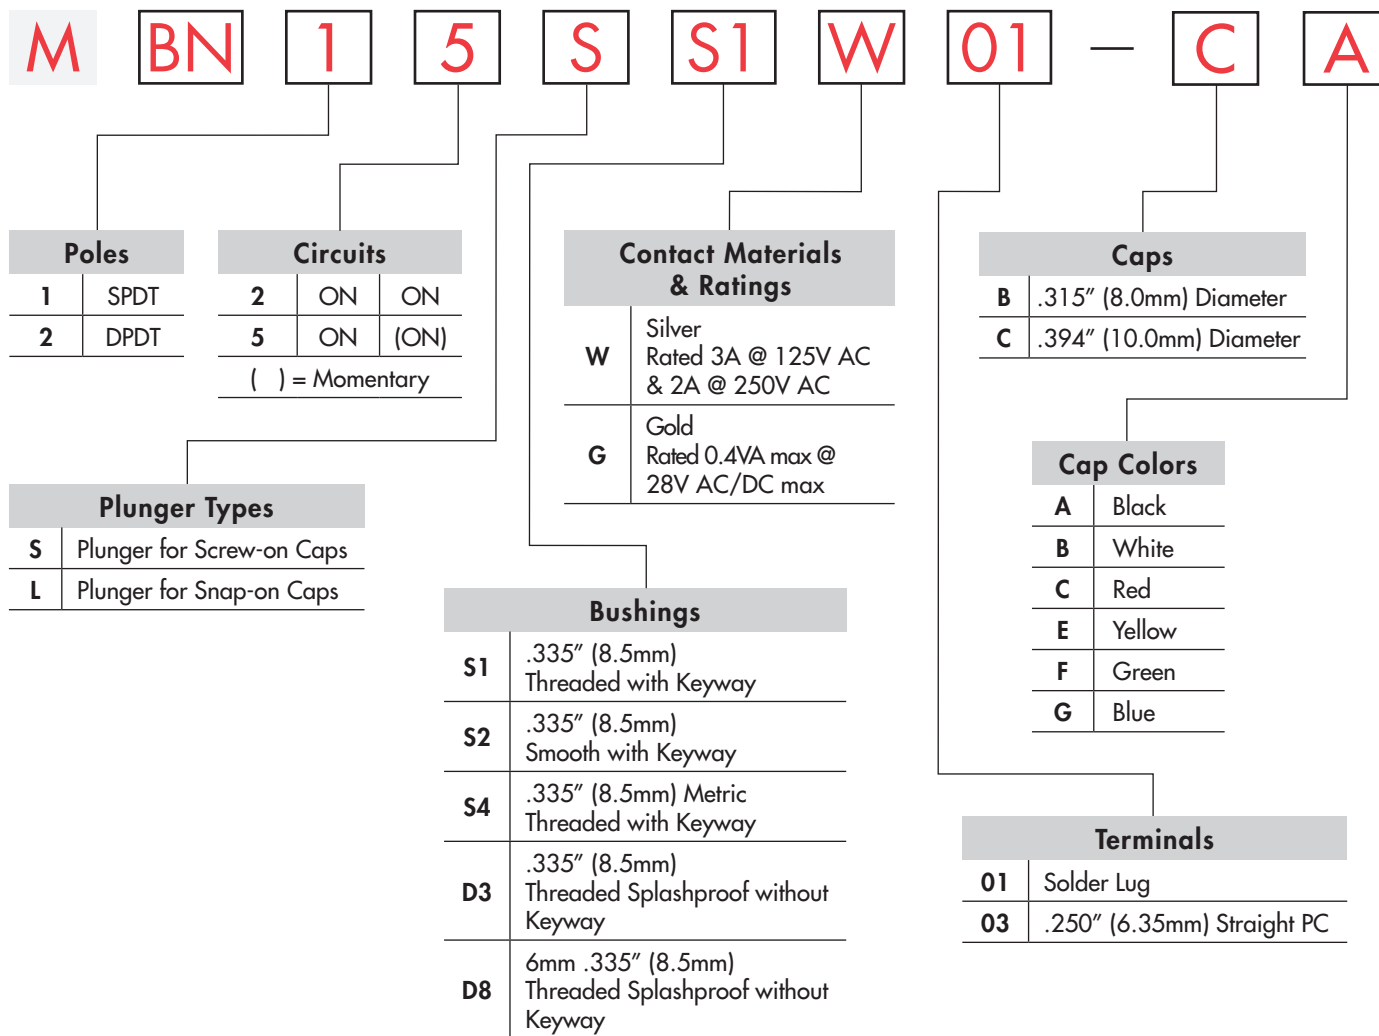 M BN 1 5 S S1 W 01 — C A
Poles
1 SPDT
2 DPDT
Circuits
2 ON ON
5 ON (ON)
( ) = Momentary
Plunger Types
S Plunger for Screw-on Caps
L Plunger for Snap-on Caps
Contact Materials
& Ratings
W Silver
Rated 3A @ 125V AC
& 2A @ 250V AC
G Gold
Rated 0.4VA max @
28V AC/DC max
Bushings
S1 .335″ (8.5mm)
Threaded with Keyway
S2 .335″ (8.5mm)
Smooth with Keyway
S4 .335″ (8.5mm) Metric
Threaded with Keyway
D3 .335″ (8.5mm)
Threaded Splashproof without
Keyway
D8 6mm .335″ (8.5mm)
Threaded Splashproof without
Keyway
Caps
B .315″ (8.0mm) Diameter
C .394″ (10.0mm) Diameter
Cap Colors
A Black
B White
C Red
E Yellow
F Green
G Blue
Terminals
01 Solder Lug
03 .250″ (6.35mm) Straight PC